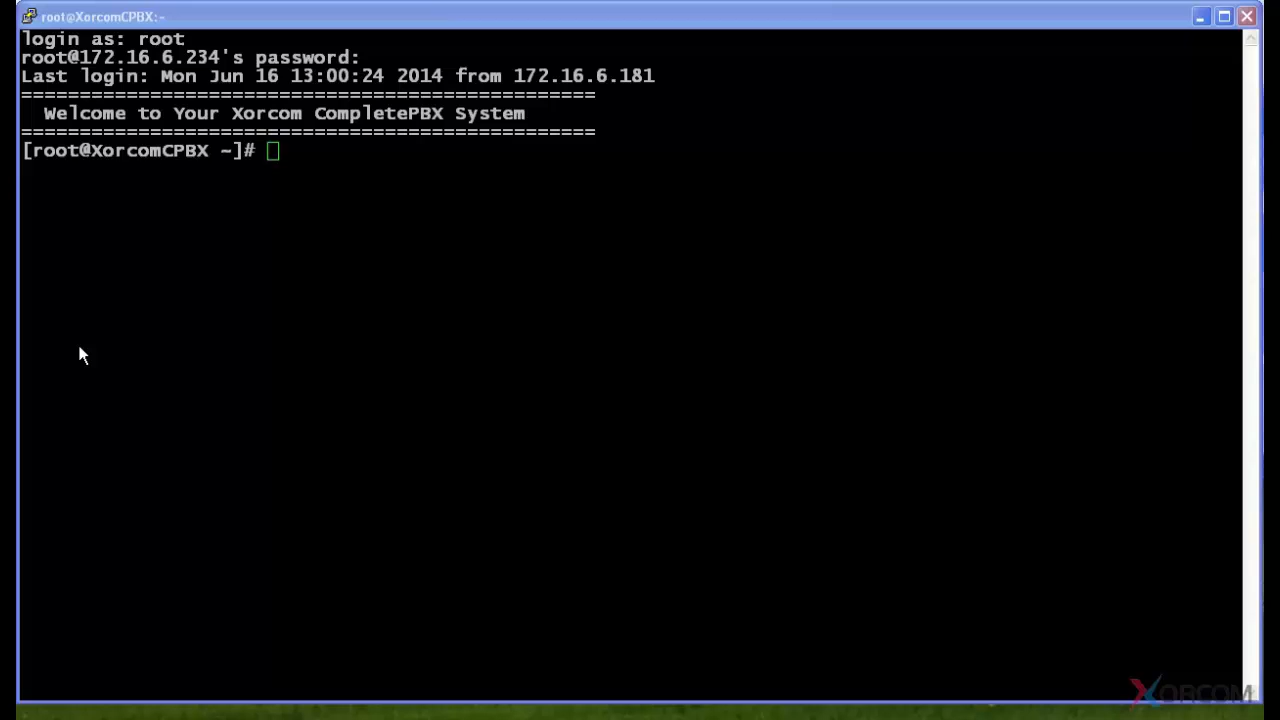 root@XorcomCPBX:~
login as: root
root@172.16.6.234's password:
Last login: Mon Jun 16 13:00:24 2014 from 172.16.6.181
=================================================
Welcome to Your Xorcom CompletePBX System
=================================================
[root@XorcomCPBX ~]#
XORCOM